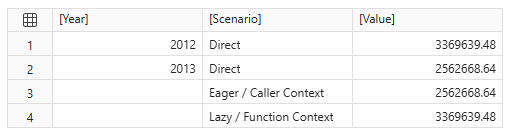 [Year] [Scenario] [Value]
1 2012 Direct 3369639.48
2 2013 Direct 2562668.64
3 Eager / Caller Context 2562668.64
4 Lazy / Function Context 3369639.48